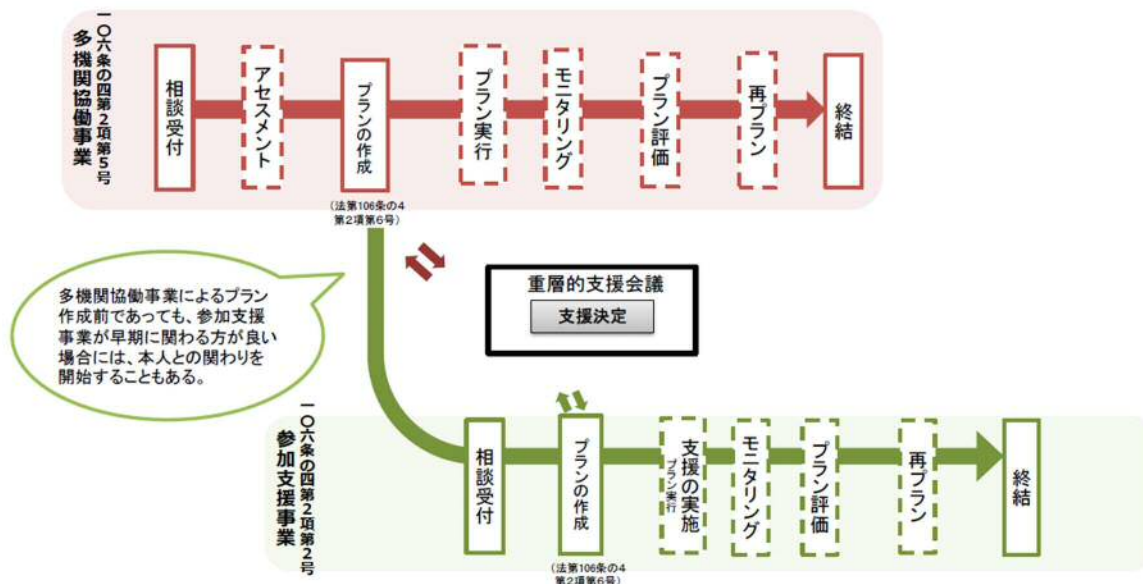 一〇六条の四第2項第5号
多機関協働事業
相談受付
アセスメント
プランの作成
プラン実行
モニタリング
プラン評価
再プラン
終結
（法第106条の4
第2項第6号）
多機関協働事業によるプラン
作成前であっても、参加支援
事業が早期に関わる方が良い
場合には、本人との関わりを
開始することもある。
重層的支援会議
支援決定
一〇六条の四第2項第2号
参加支援事業
相談受付
プランの作成
支援の実施
プラン実行
モニタリング
プラン評価
再プラン
終結
（法第106条の4
第2項第6号）